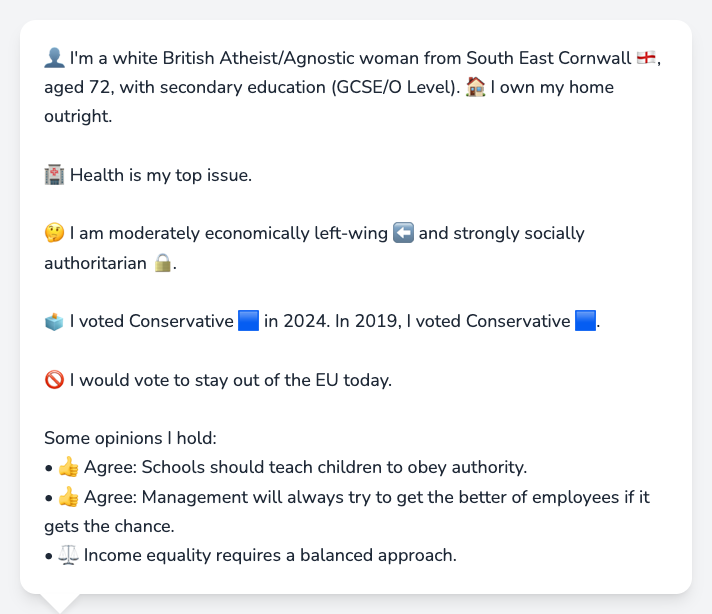 👤 I'm a white British Atheist/Agnostic woman from South East Cornwall 🏴󠁧󠁢󠁥󠁮󠁧󠁿,
aged 72, with secondary education (GCSE/O Level). 🏠 I own my home
outright.
🏥 Health is my top issue.
🤔 I am moderately economically left-wing ⬅️ and strongly socially
authoritarian 🔒.
🗳️ I voted Conservative 🟦 in 2024. In 2019, I voted Conservative 🟦.
🚫 I would vote to stay out of the EU today.
Some opinions I hold:
• 👍 Agree: Schools should teach children to obey authority.
• 👍 Agree: Management will always try to get the better of employees if it
gets the chance.
• ⚖️ Income equality requires a balanced approach.